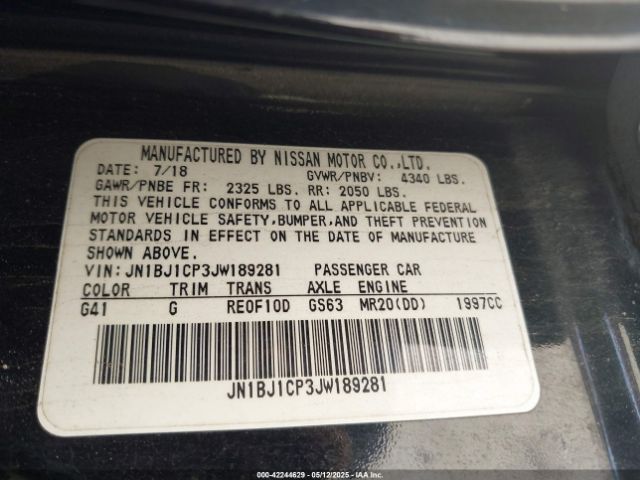 MANUFACTURED BY NISSAN MOTOR CO.,LTD.
DATE: 7/18 GVWR/PNBV: 4340 LBS.
GAWR/PNBE FR: 2325 LBS. RR: 2050 LBS.
THIS VEHICLE CONFORMS TO ALL APPLICABLE FEDERAL
MOTOR VEHICLE SAFETY,BUMPER,AND THEFT PREVENTION
STANDARDS IN EFFECT ON THE DATE OF MANUFACTURE
SHOWN ABOVE.
VIN:JN1BJ1CP3JW189281 PASSENGER CAR
COLOR TRIM TRANS AXLE ENGINE
G41 G RE0F10D GS63 MR20(DD) 1997CC
JN1BJ1CP3JW189281
000-42244629 - 05/12/2025 - IAAI.COM